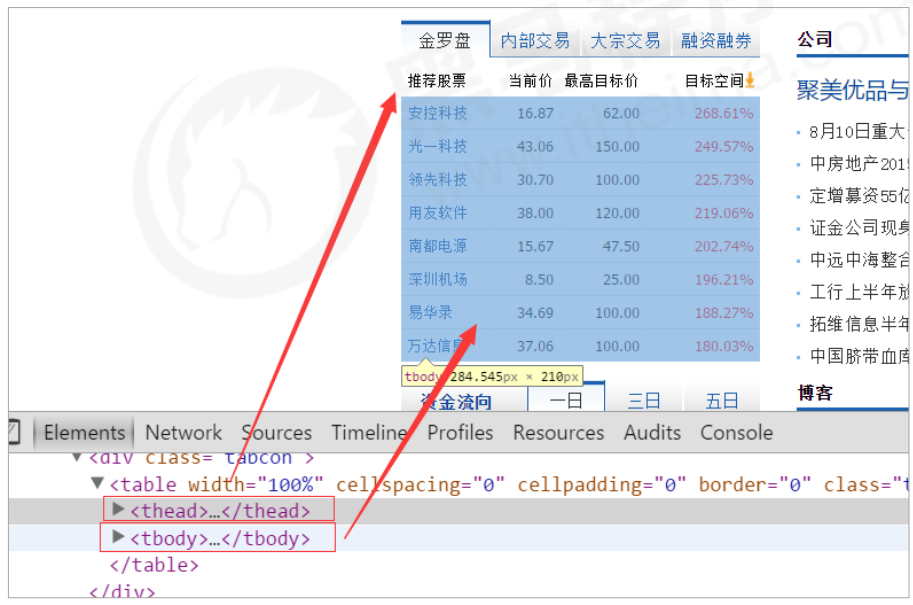 金罗盘 内部交易 大宗交易 融资融券
公司
推荐股票 当前价 最高目标价 目标空间
聚美优品与
安控科技 16.87 62.00 268.61%
8月10日重大
光一科技 43.06 150.00 249.57%
中房地产201
领先科技 30.70 100.00 225.73%
定增募资55亿
用友软件 38.00 120.00 219.06%
证金公司现身
南都电源 15.67 47.50 202.74%
中远中海整合
深圳机场 8.50 25.00 196.21%
工行上半年
易华录 34.69 100.00 188.27%
拓维信息半年
万达信息 37.06 100.00 180.03%
中国脐带血库
tbody 284.545px × 210px
资金流向 一日 三日 五日
博客
Elements Network Sources Timeline Profiles Resources Audits Console
▼<div class="tabcon">
▼<table width="100%" cellspacing="0" cellpadding="0" border="0" class="t
▶<thead>…</thead>
▶<tbody>…</tbody>
</table>
</div>
www.itheima.com